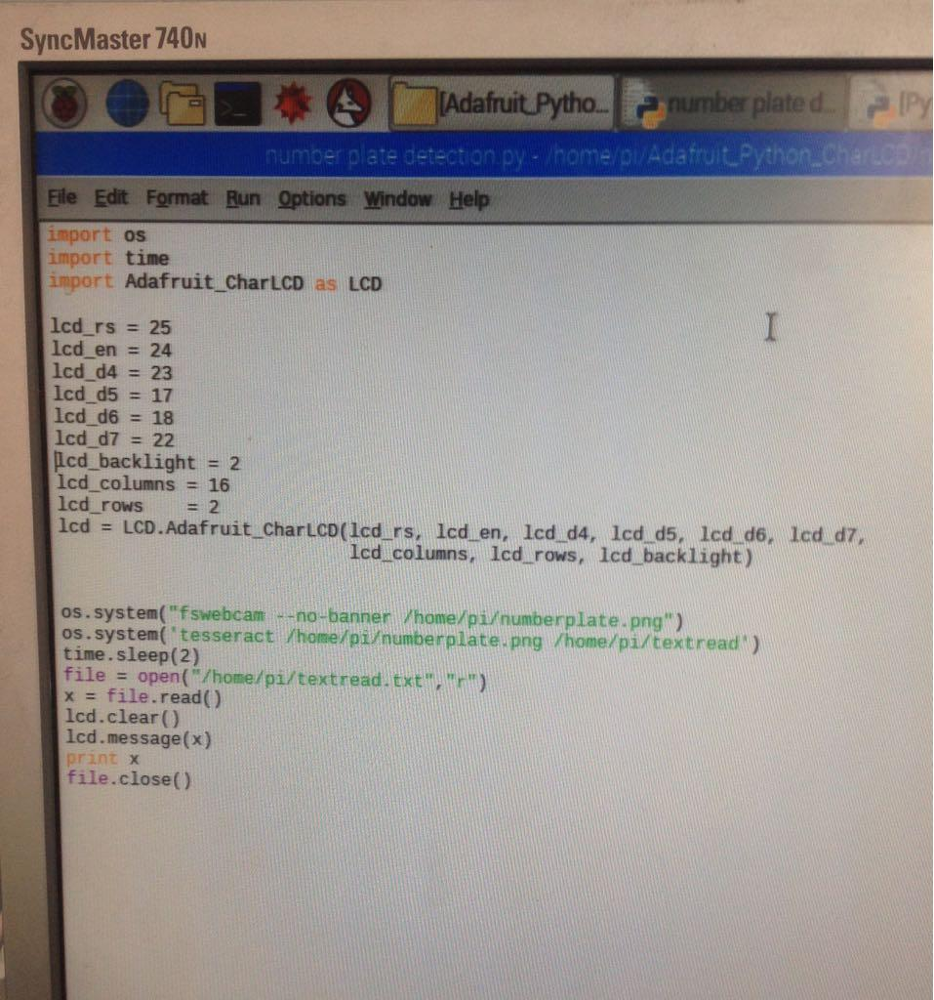 SyncMaster 740N
[Adafruit_Pytho... number plate d... [Py
number plate detection.py - /home/pi/Adafruit_Python_CharLCD/n
File Edit Format Run Options Window Help
import os
import time
import Adafruit_CharLCD as LCD
lcd_rs = 25
lcd_en = 24
lcd_d4 = 23
lcd_d5 = 17
lcd_d6 = 18
lcd_d7 = 22
lcd_backlight = 2
lcd_columns = 16
lcd_rows    = 2
lcd = LCD.Adafruit_CharLCD(lcd_rs, lcd_en, lcd_d4, lcd_d5, lcd_d6, lcd_d7,
                           lcd_columns, lcd_rows, lcd_backlight)
os.system("fswebcam --no-banner /home/pi/numberplate.png")
os.system('tesseract /home/pi/numberplate.png /home/pi/textread')
time.sleep(2)
file = open("/home/pi/textread.txt","r")
x = file.read()
lcd.clear()
lcd.message(x)
print x
file.close()